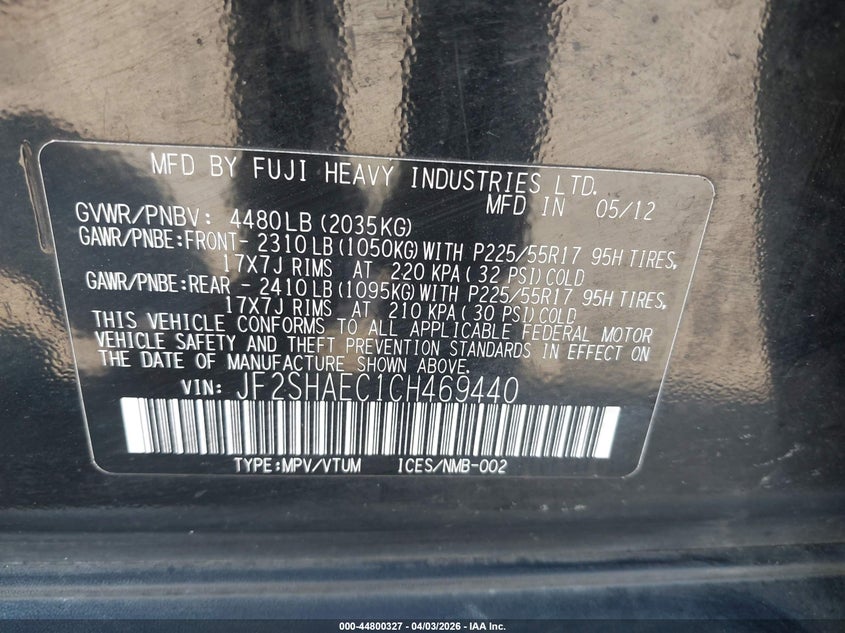 MFD BY FUJI HEAVY INDUSTRIES LTD.
MFD IN 05/12
GVWR/PNBV: 4480LB (2035KG)
GAWR/PNBE:FRONT- 2310LB (1050KG) WITH P225/55R17 95H TIRES,
17X7J RIMS AT 220 KPA ( 32 PSI) COLD
GAWR/PNBE:REAR - 2410LB (1095KG) WITH P225/55R17 95H TIRES,
17X7J RIMS AT 210 KPA ( 30 PSI) COLD
THIS VEHICLE CONFORMS TO ALL APPLICABLE FEDERAL MOTOR
VEHICLE SAFETY AND THEFT PREVENTION STANDARDS IN EFFECT ON
THE DATE OF MANUFACTURE SHOWN ABOVE.
VIN: JF2SHAEC1CH469440
TYPE:MPV/VTUM ICES/NMB-002
000-44800327 - 04/03/2026 - IAA Inc.